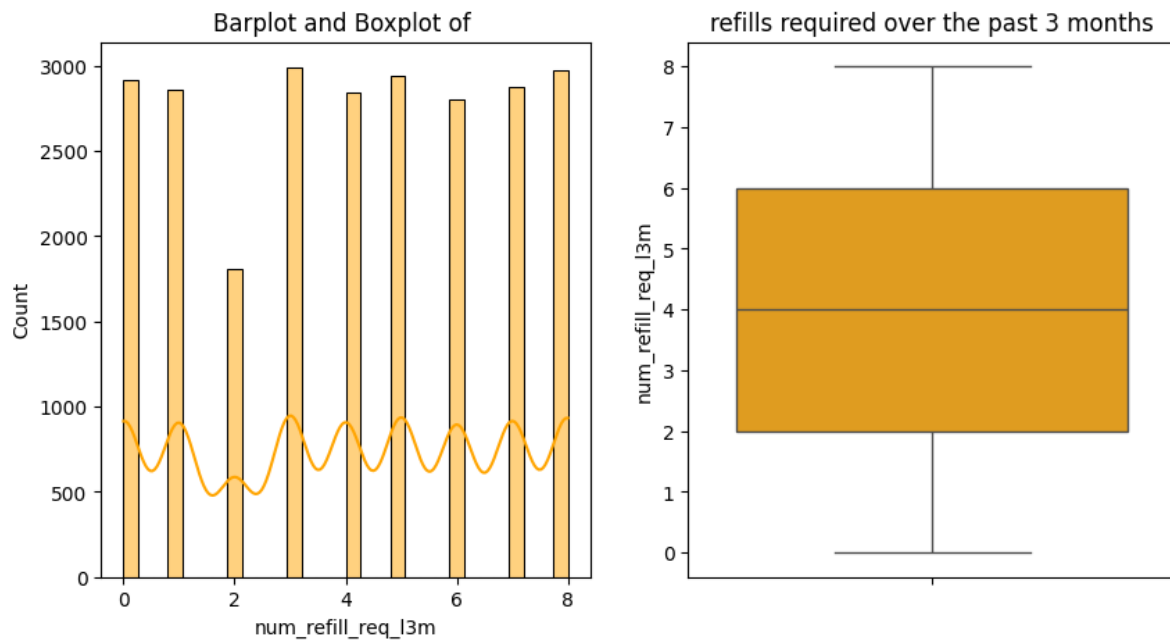 Barplot and Boxplot of
3000
2500
2000
1500
1000
500
0
Count
0 2 4 6 8
num_refill_req_l3m
refills required over the past 3 months
8
7
6
5
4
3
2
1
0
num_refill_req_l3m